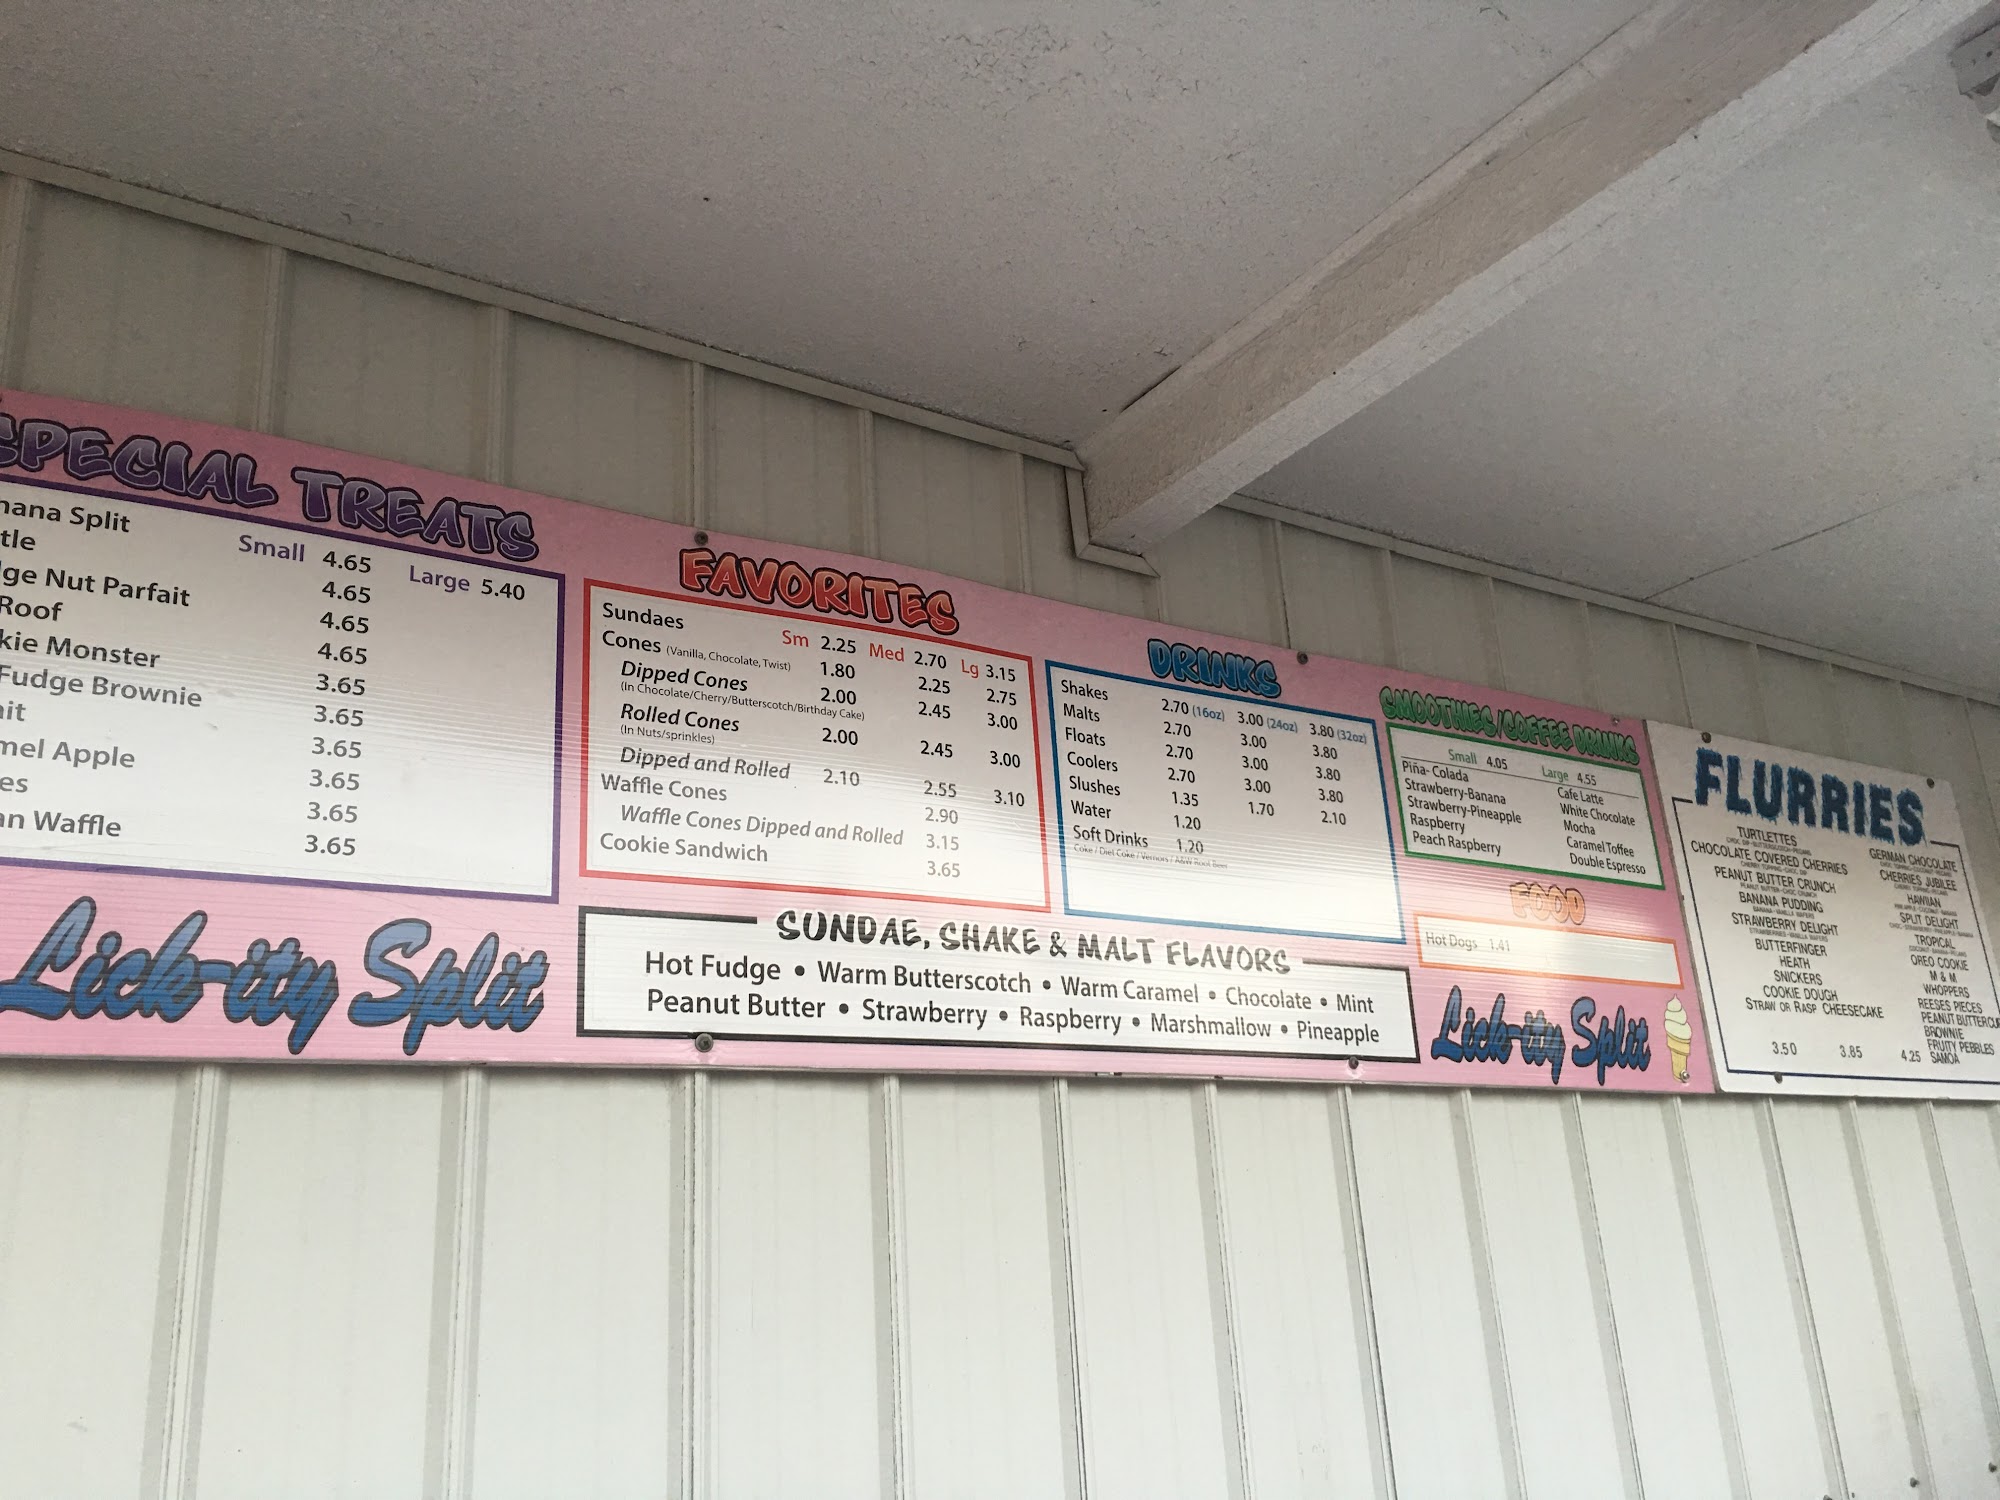 SPECIAL TREATS
nana Split Small 4.65 Large 5.40
tle 4.65
ge Nut Parfait 4.65
Roof 4.65
kie Monster 3.65
Fudge Brownie 3.65
ait 3.65
mel Apple 3.65
es 3.65
an Waffle 3.65
Lick-ity Split
FAVORITES
Sundaes Sm 2.25 Med 2.70 Lg 3.15
Cones (Vanilla, Chocolate, Twist) 1.80 2.25 2.75
Dipped Cones 2.00 2.45 3.00
(In Chocolate/Cherry/Butterscotch/Birthday Cake)
Rolled Cones 2.00 2.45 3.00
(In Nuts/sprinkles)
Dipped and Rolled 2.10 2.55 3.10
Waffle Cones 2.90
Waffle Cones Dipped and Rolled 3.15
Cookie Sandwich 3.65
DRINKS
Shakes 2.70 (16oz) 3.00 (24oz) 3.80 (32oz)
Malts 2.70 3.00 3.80
Floats 2.70 3.00 3.80
Coolers 2.70 3.00 3.80
Slushes 1.35 1.70 2.10
Water 1.20
Soft Drinks 1.20
Coke / Diet Coke / Vernors / A&W Root Beer
SUNDAE, SHAKE & MALT FLAVORS
Hot Fudge • Warm Butterscotch • Warm Caramel • Chocolate • Mint
Peanut Butter • Strawberry • Raspberry • Marshmallow • Pineapple
SMOOTHIES/COFFEE DRINKS
Small 4.05 Large 4.55
Piña- Colada Cafe Latte
Strawberry-Banana White Chocolate
Strawberry-Pineapple Mocha
Raspberry Caramel Toffee
Peach Raspberry Double Espresso
FOOD
Hot Dogs 1.41
Lick-ity Split
FLURRIES
TURTLETTES
CHOCOLATE COVERED CHERRIES
PEANUT BUTTER CRUNCH
BANANA PUDDING
STRAWBERRY DELIGHT
BUTTERFINGER
HEATH
SNICKERS
COOKIE DOUGH
STRAW OR RASP CHEESECAKE
GERMAN CHOCOLATE
CHERRIES JUBILEE
HAWIIAN
SPLIT DELIGHT
TROPICAL
OREO COOKIE
M & M
WHOPPERS
REESES PIECES
PEANUT BUTTERCU
BROWNIE
FRUITY PEBBLES
SAMOA
3.50 3.85 4.25